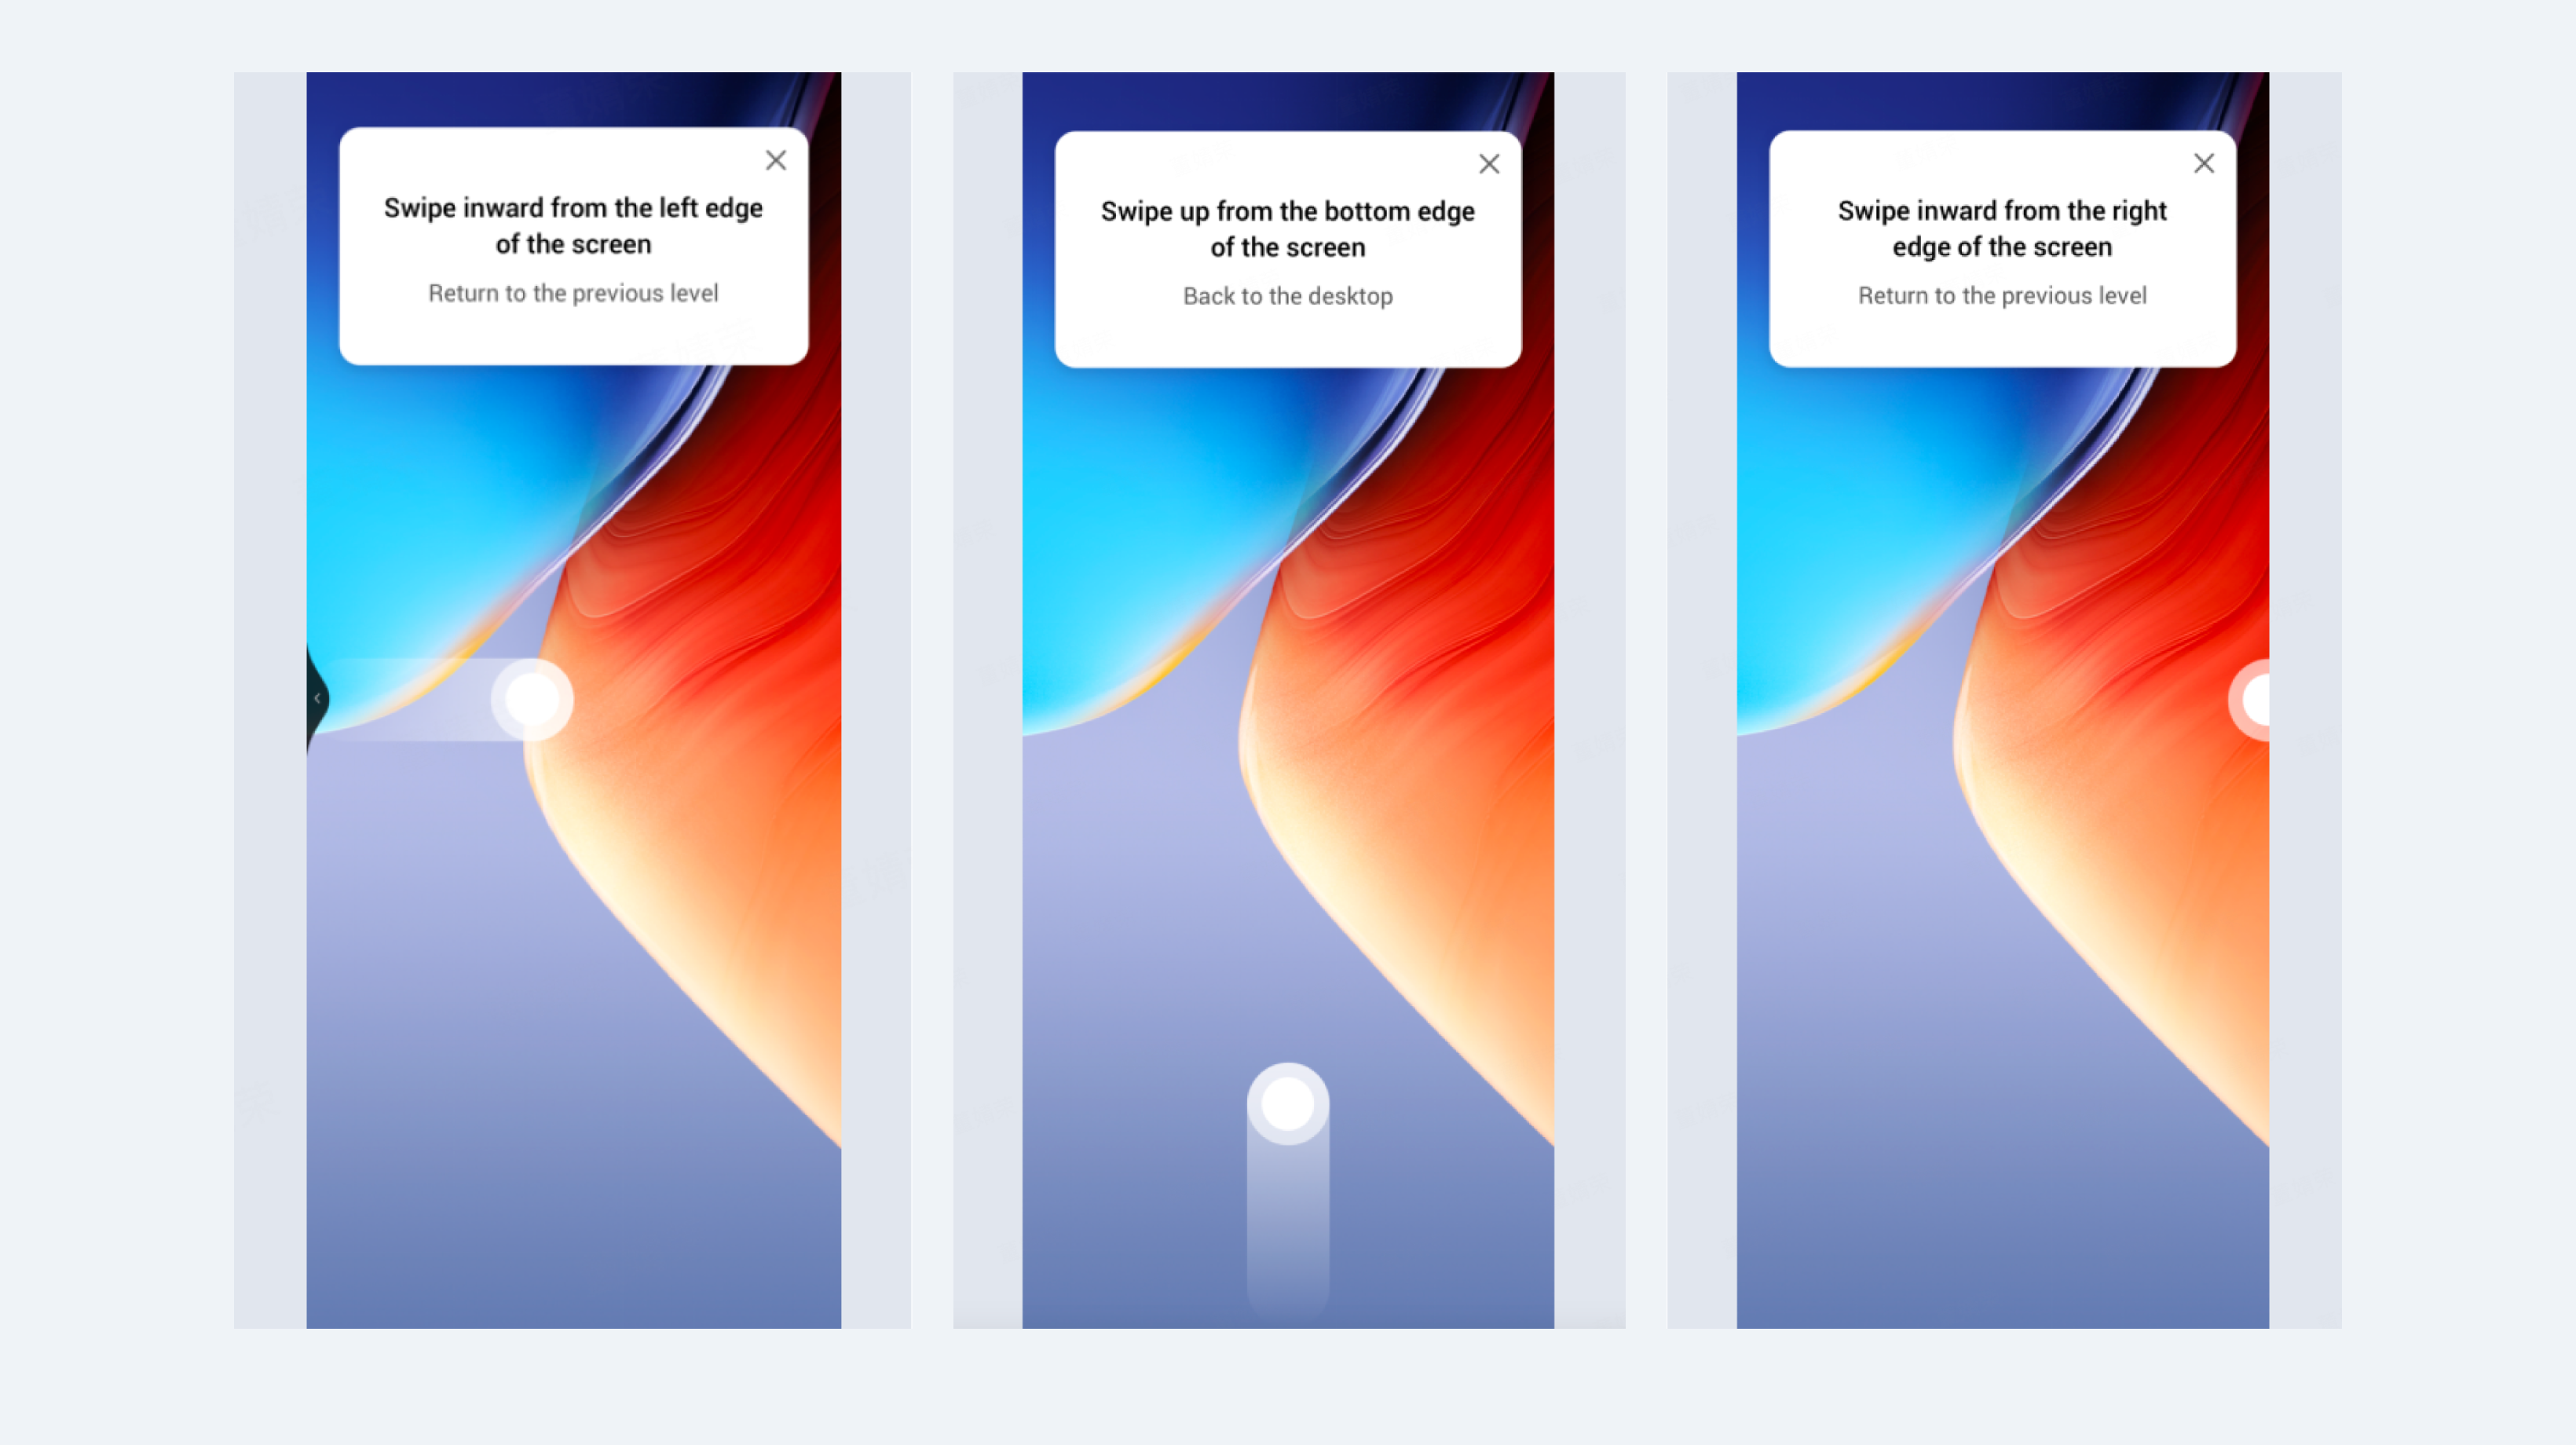 Swipe inward from the left edge
of the screen
Return to the previous level
Swipe up from the bottom edge
of the screen
Back to the desktop
Swipe inward from the right
edge of the screen
Return to the previous level